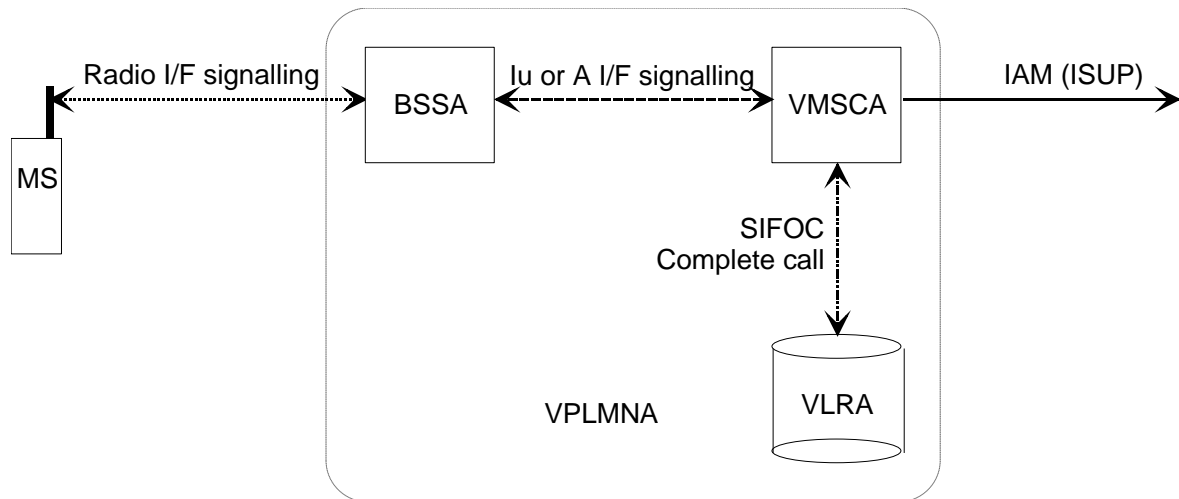 Radio I/F signalling
Iu or A I/F signalling
IAM (ISUP)
BSSA
VMSCA
MS
SIFOC
Complete call
VPLMNA
VLRA